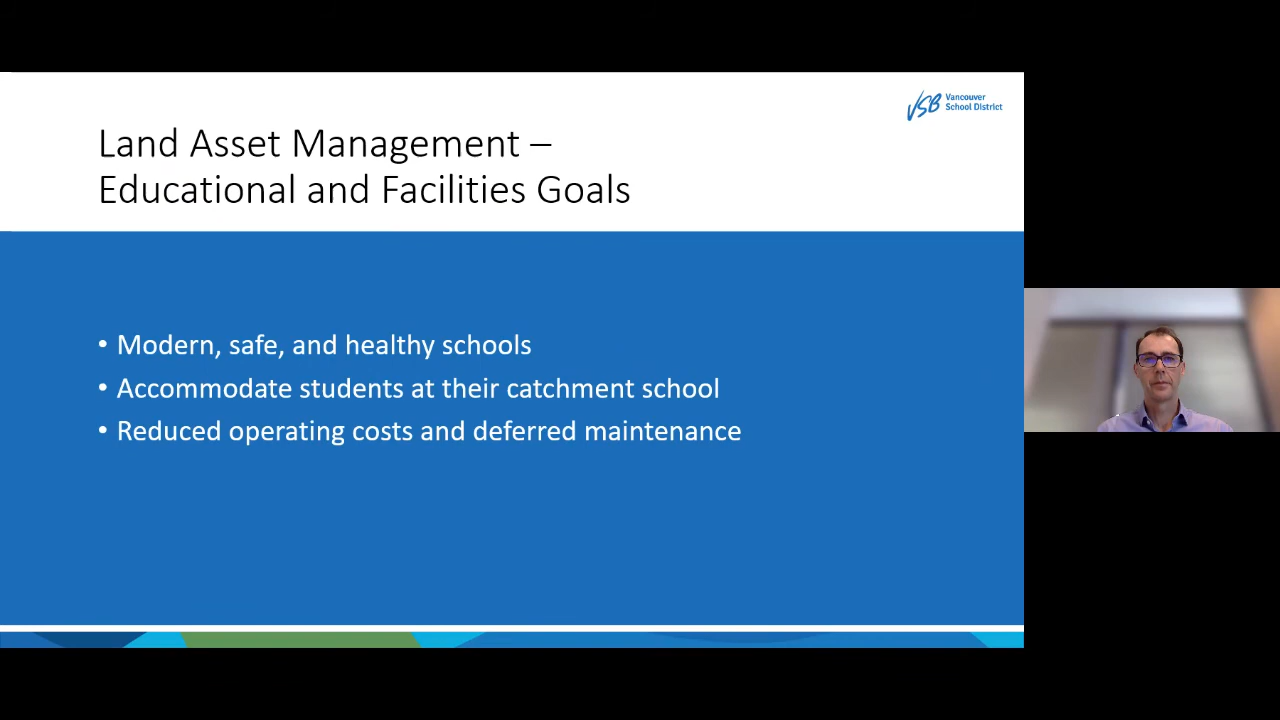 VSB Vancouver
School District
Land Asset Management –
Educational and Facilities Goals
• Modern, safe, and healthy schools
• Accommodate students at their catchment school
• Reduced operating costs and deferred maintenance